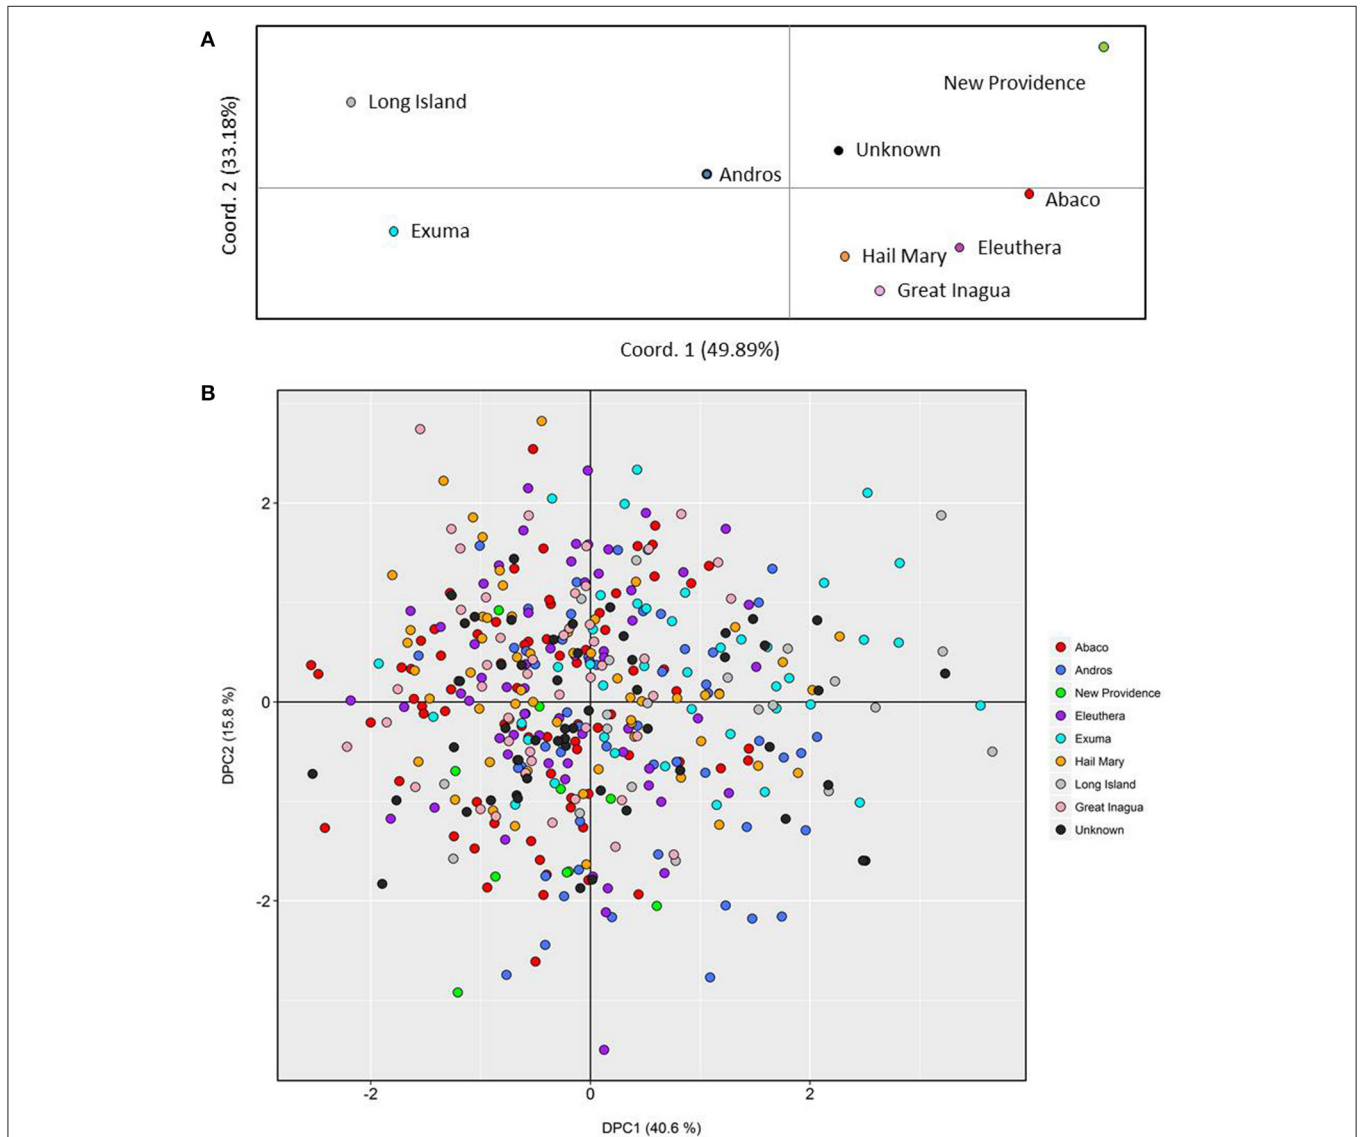 A
Coord. 2 (33.18%)
New Providence
Long Island
Unknown
Andros
Abaco
Exuma
Eleuthera
Hail Mary
Great Inagua
Coord. 1 (49.89%)
B
DPC2 (15.8 %)
2
0
-2
-2
0
2
DPC1 (40.6 %)
Abaco
Andros
New Providence
Eleuthera
Exuma
Hail Mary
Long Island
Great Inagua
Unknown